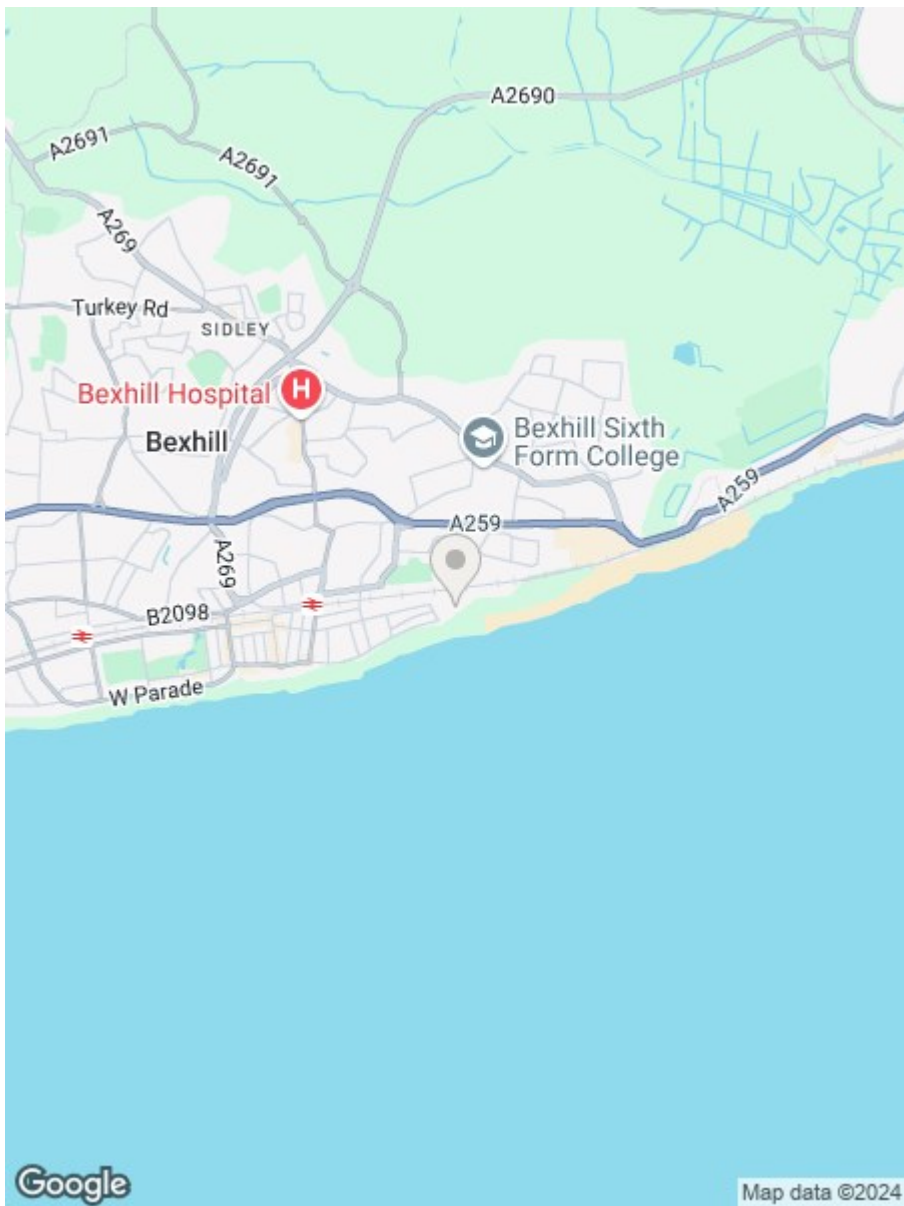 A2690
A2691
A2691
A269
Turkey Rd
SIDLEY
Bexhill Hospital
H
Bexhill
Bexhill Sixth
Form College
A259
A259
A269
B2098
W Parade
Google
Map data ©2024